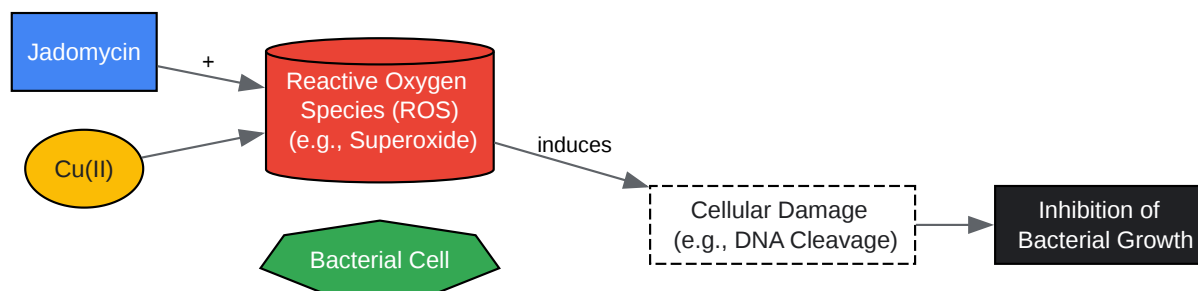 Jadomycin
+
Cu(II)
Reactive Oxygen
Species (ROS)
(e.g., Superoxide)
induces
Bacterial Cell
Cellular Damage
(e.g., DNA Cleavage)
Inhibition of
Bacterial Growth